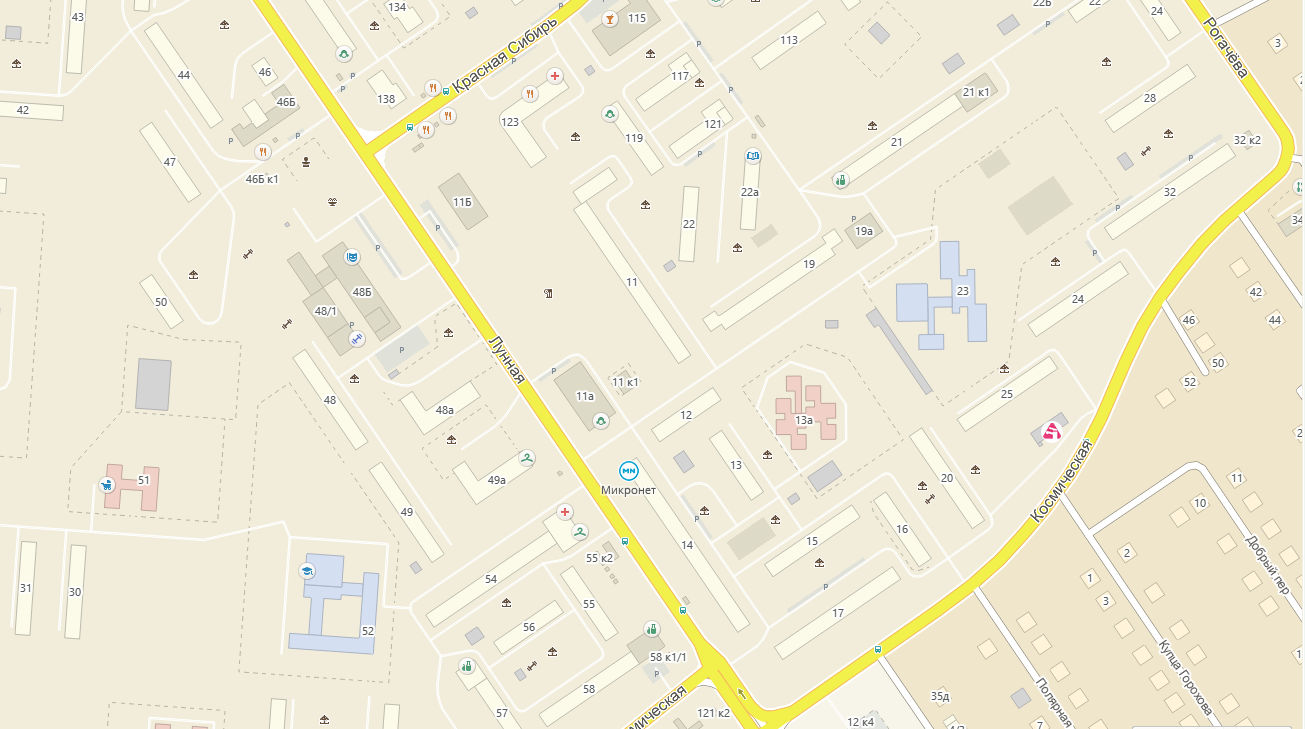 43
134
115
22Б
22
24
Рогачёва
3
113
Красная Сибирь
44
46
46Б
138
117
21 к1
28
42
123
119
121
21
32 к2
47
46Б к1
22а
32
11Б
22
19а
34
50
48/1
48Б
11
19
23
24
42
46
44
50
52
Лунная
11 к1
11а
12
13а
25
48
48а
13
20
Космическая
51
49а
Микронет
49
14
15
16
10
11
Добрый пер
2
1
3
31
30
54
55 к2
55
56
52
17
58 к1/1
58
57
121 к2
12 к4
35д
7
Полярная
Купца Горохова